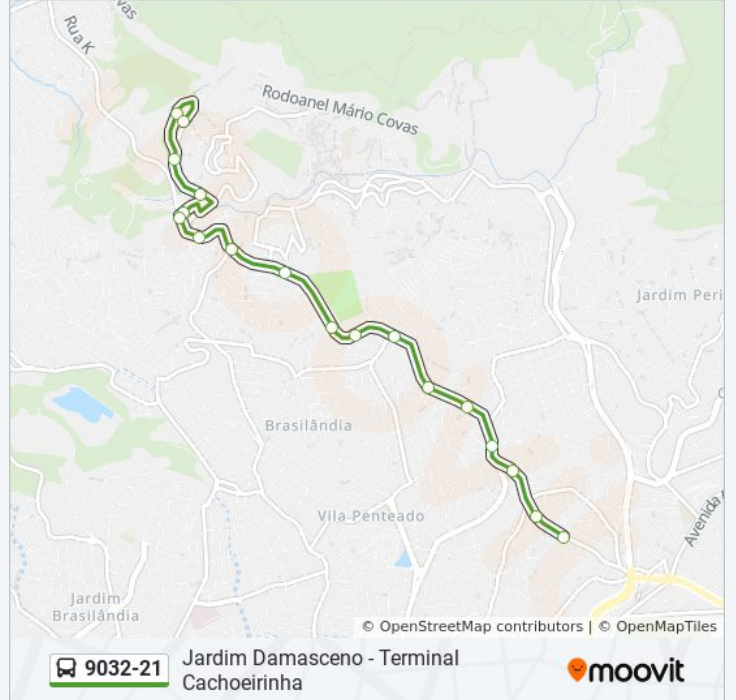 vas
Rua K
Rodoanel Mário Covas
Jardim Peri
Brasilândia
Vila Penteado
Avenida
Jardim
Brasilândia
© OpenStreetMap contributors | © OpenMapTiles
9032-21
Jardim Damasceno - Terminal
Cachoeirinha
moovit